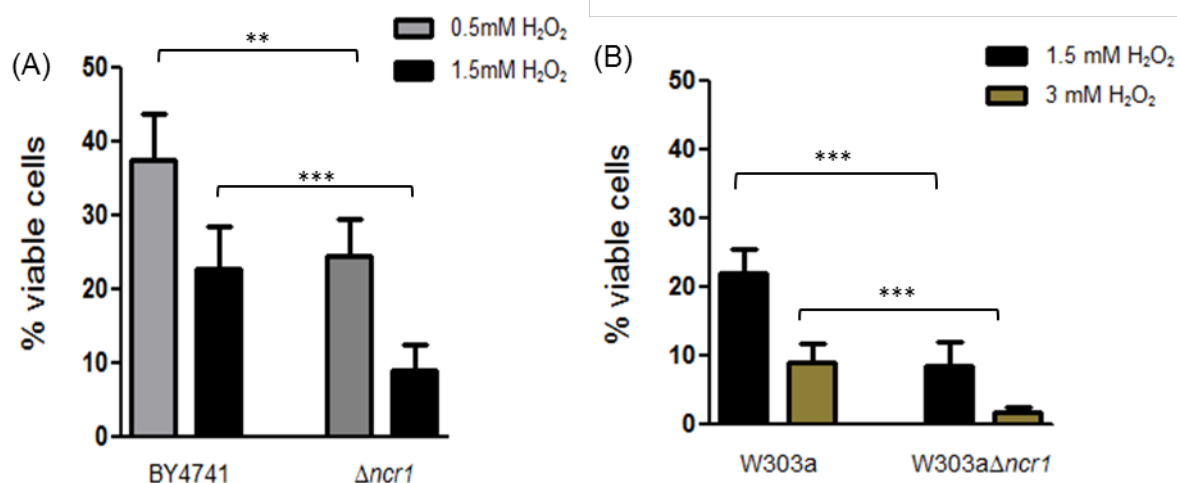 (A)
0.5mM H₂O₂
1.5mM H₂O₂
**
***
% viable cells
50
40
30
20
10
0
BY4741 Δncr1
(B)
1.5 mM H₂O₂
3 mM H₂O₂
***
***
% viable cells
50
40
30
20
10
0
W303a W303aΔncr1